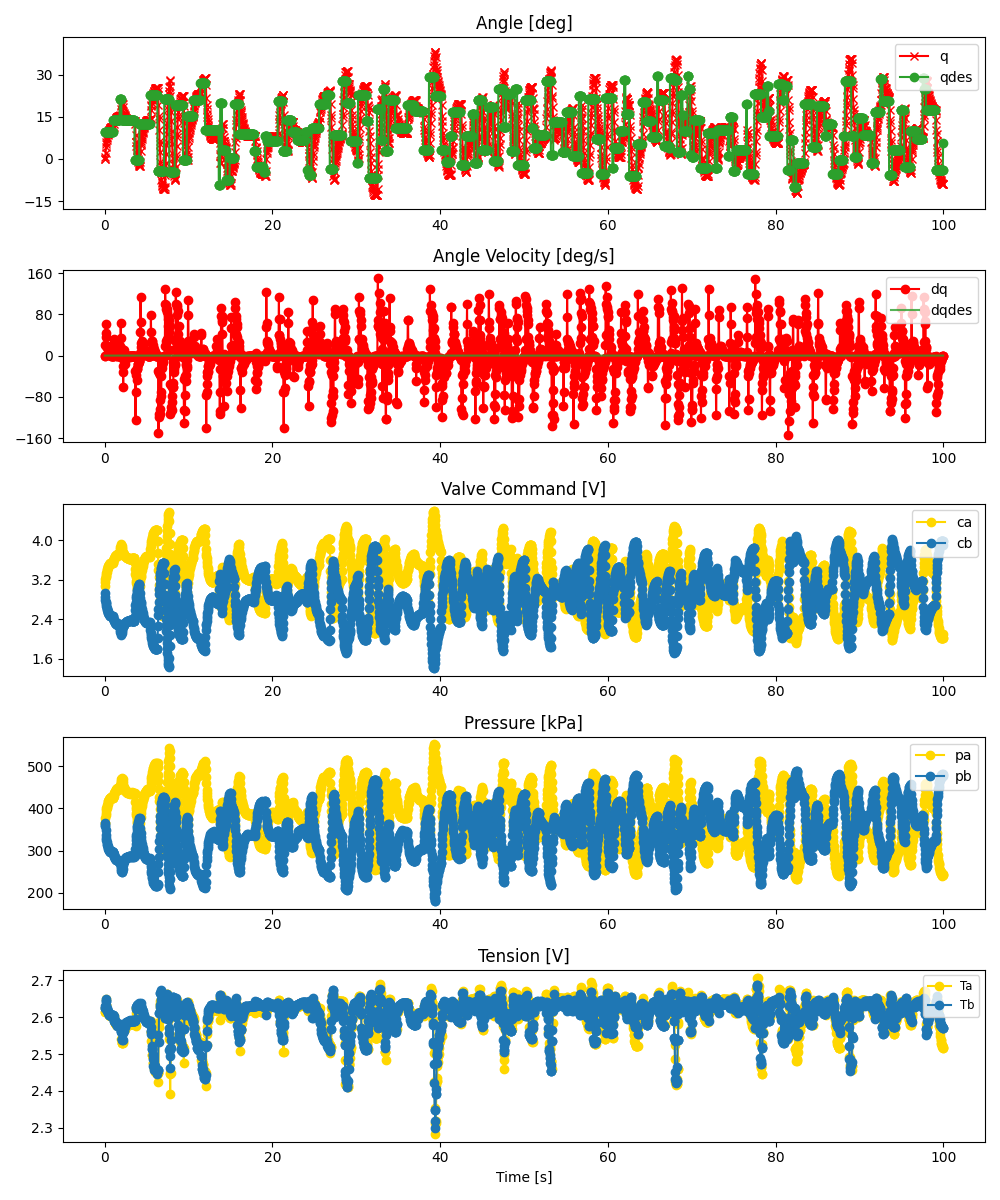 Angle [deg]
30
15
0
−15
q
qdes
0 20 40 60 80 100
Angle Velocity [deg/s]
160
80
0
−80
−160
dq
dqdes
0 20 40 60 80 100
Valve Command [V]
4.0
3.2
2.4
1.6
ca
cb
0 20 40 60 80 100
Pressure [kPa]
500
400
300
200
pa
pb
0 20 40 60 80 100
Tension [V]
2.7
2.6
2.5
2.4
2.3
Ta
Tb
0 20 40 60 80 100
Time [s]